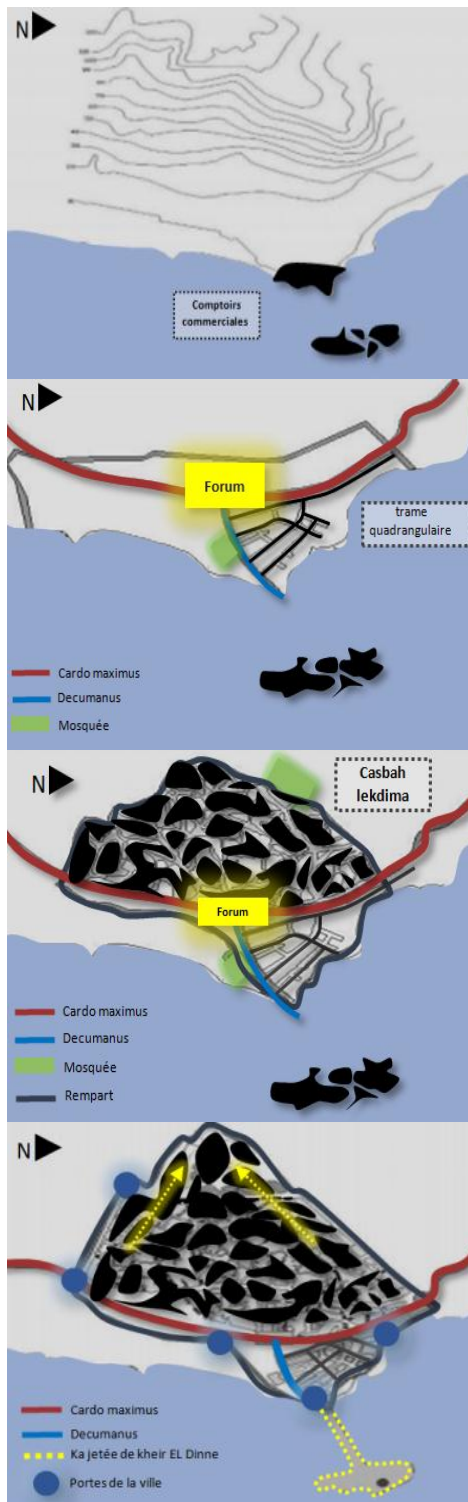 N
Comptoirs
commerciales
N
Forum
trame
quadrangulaire
Cardo maximus
Decumanus
Mosquée
N
Casbah
lekdima
Forum
Cardo maximus
Decumanus
Mosquée
Rempart
N
Cardo maximus
Decumanus
Ka jetée de kheir EL Dinne
Portes de la ville